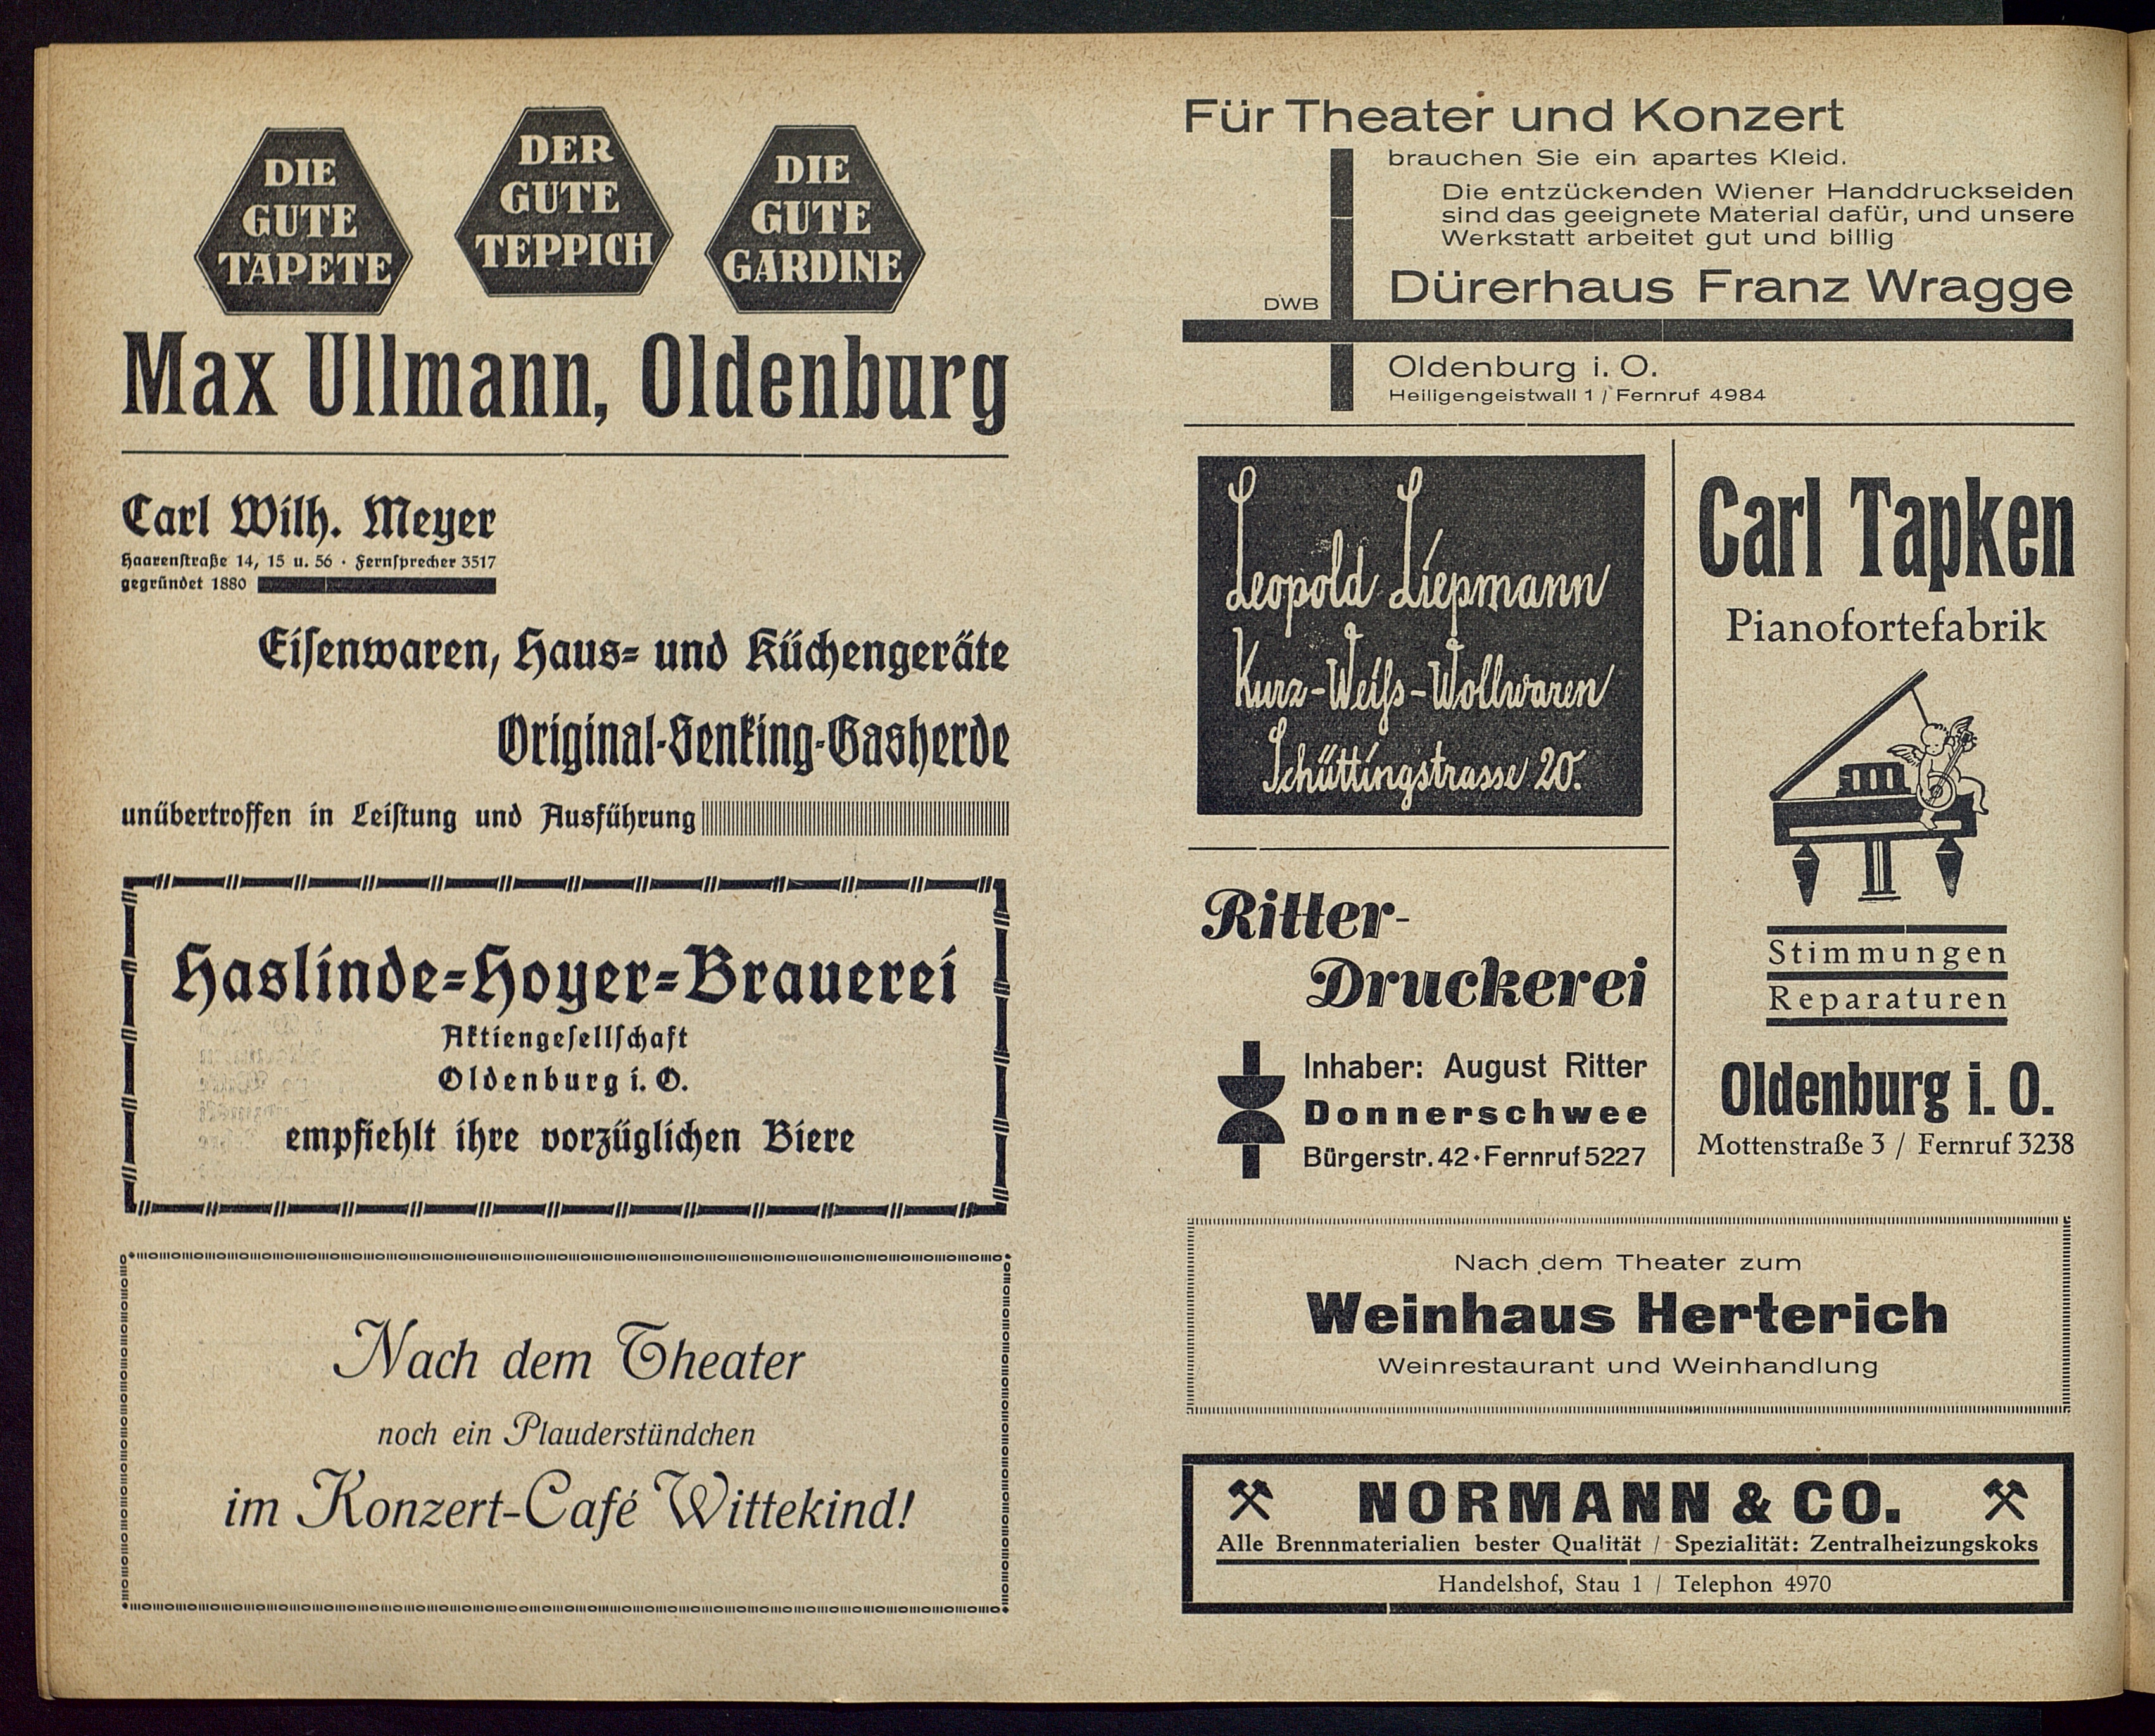 DIE
GUTE
TAPETE
DER
GUTE
TEPPICH
DIE
GUTE
GARDINE
Max Ullmann, Oldenburg
Carl Wilh. Meyer
Haarenſtraße 14, 15 u. 56 · Fernſprecher 3517
gegründet 1880
Eiſenwaren, Haus- und Küchengeräte
Original-Senking-Gasherde
unübertroffen in Leiſtung und Ausführung
Haslinde-Hoyer-Brauerei
Aktiengeſellſchaft
Oldenburg i. O.
empfiehlt ihre vorzüglichen Biere
Nach dem Theater
noch ein Plauderstündchen
im Konzert-Café Wittekind!
Für Theater und Konzert
brauchen Sie ein apartes Kleid.
Die entzückenden Wiener Handdruckseiden
sind das geeignete Material dafür, und unsere
Werkstatt arbeitet gut und billig
DWB
Dürerhaus Franz Wragge
Oldenburg i. O.
Heiligengeistwall 1 / Fernruf 4984
Leopold Liepmann
Kurz-Weiß-Wollwaren
Schüttingstrasse 20.
Ritter-
Druckerei
Inhaber: August Ritter
Donnerschwee
Bürgerstr. 42 · Fernruf 5227
Carl Tapken
Pianofortefabrik
Stimmungen
Reparaturen
Oldenburg i. O.
Mottenstraße 3 / Fernruf 3238
Nach dem Theater zum
Weinhaus Herterich
Weinrestaurant und Weinhandlung
NORMANN & CO.
Alle Brennmaterialien bester Qualität / Spezialität: Zentralheizungskoks
Handelshof, Stau 1 / Telephon 4970